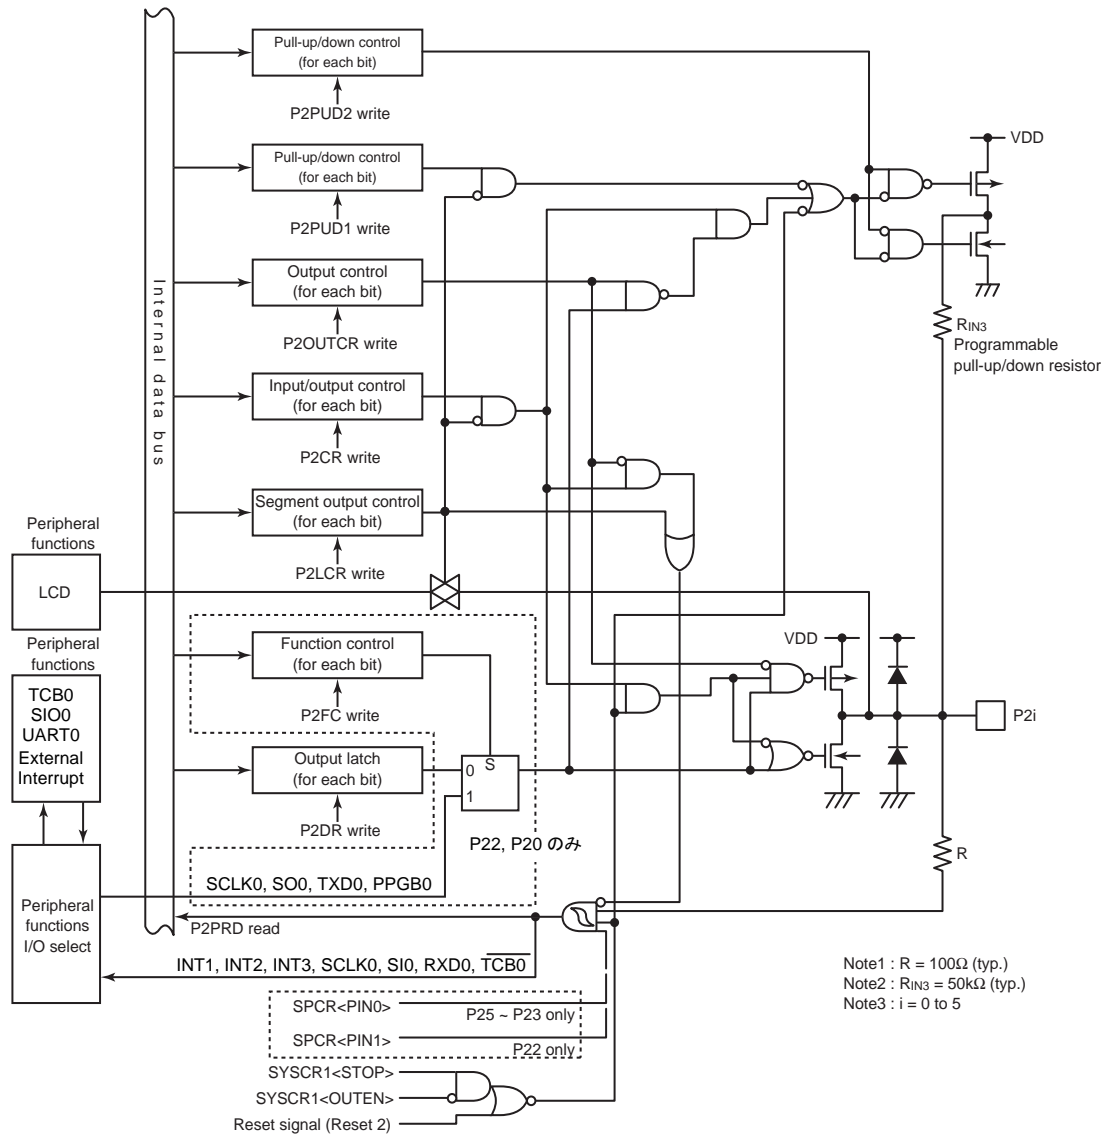 Pull-up/down control
(for each bit)
P2PUD2 write
VDD
Pull-up/down control
(for each bit)
P2PUD1 write
Output control
(for each bit)
P2OUTCR write
RIN3
Programmable
pull-up/down resistor
Internal data bus
Input/output control
(for each bit)
P2CR write
Segment output control
(for each bit)
P2LCR write
Peripheral
functions
LCD
Peripheral
functions
TCB0
SIO0
UART0
External
Interrupt
Function control
(for each bit)
P2FC write
VDD
P2i
Output latch
(for each bit)
P2DR write
0
S
1
P22, P20 のみ
R
SCLK0, SO0, TXD0, PPGB0
Peripheral
functions
I/O select
P2PRD read
INT1, INT2, INT3, SCLK0, SI0, RXD0, TCB0
Note1 : R = 100Ω (typ.)
Note2 : RIN3 = 50kΩ (typ.)
Note3 : i = 0 to 5
SPCR<PIN0>
P25 ~ P23 only
SPCR<PIN1>
P22 only
SYSCR1<STOP>
SYSCR1<OUTEN>
Reset signal (Reset 2)